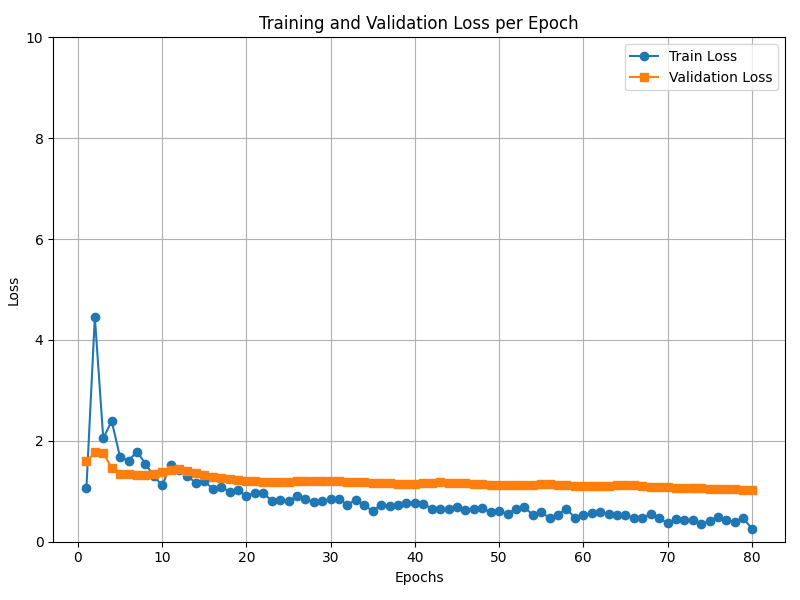 Training and Validation Loss per Epoch
Train Loss
Validation Loss
10
8
6
4
2
0
Loss
0 10 20 30 40 50 60 70 80
Epochs